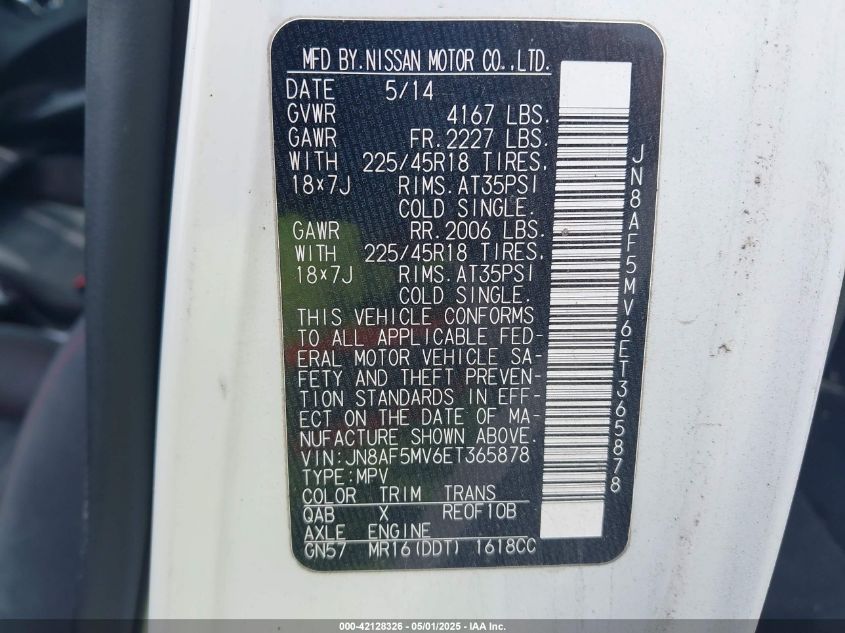 MFD BY.NISSAN MOTOR CO.,LTD.
DATE 5/14
GVWR 4167 LBS.
GAWR FR.2227 LBS.
WITH 225/45R18 TIRES,
18×7J RIMS.AT35PSI
COLD SINGLE.
GAWR RR.2006 LBS.
WITH 225/45R18 TIRES,
18×7J RIMS.AT35PSI
COLD SINGLE.
THIS VEHICLE CONFORMS
TO ALL APPLICABLE FED-
ERAL MOTOR VEHICLE SA-
FETY AND THEFT PREVEN-
TION STANDARDS IN EFF-
ECT ON THE DATE OF MA-
NUFACTURE SHOWN ABOVE.
VIN:JN8AF5MV6ET365878
TYPE:MPV
COLOR TRIM TRANS
QAB X RE0F10B
AXLE ENGINE
GN57 MR16(DDT) 1618CC
JN8AF5MV6ET365878
000-42128326 - 05/01/2025 - IAA Inc.